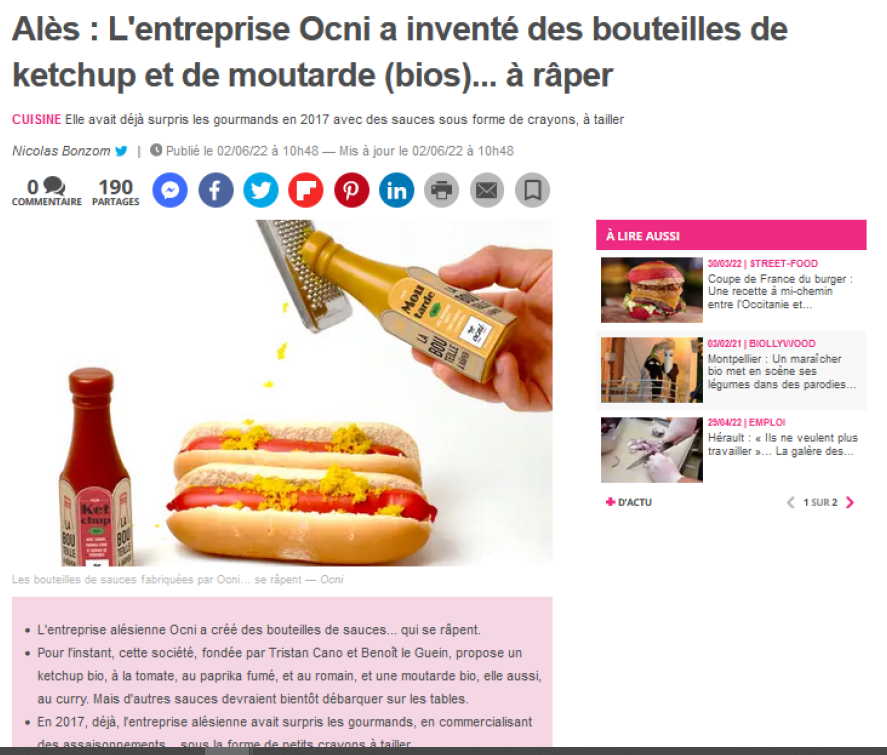 Alès : L'entreprise Ocni a inventé des bouteilles de
ketchup et de moutarde (bios)... à râper
CUISINE Elle avait déjà surpris les gourmands en 2017 avec des sauces sous forme de crayons, à tailler
Nicolas Bonzom | Publié le 02/06/22 à 10h48 — Mis à jour le 02/06/22 à 10h48
0
COMMENTAIRE
190
PARTAGES
Mou
tarde
ocni
LA
BOU
TEILLE
À RÂPER
Ket
chup
LA
BOU
TEILLE
LA
BOU
TEILLE
Les bouteilles de sauces fabriquées par Ocni... se râpent — Ocni
L'entreprise alésienne Ocni a créé des bouteilles de sauces... qui se râpent.
Pour l'instant, cette société, fondée par Tristan Cano et Benoît le Guein, propose un
ketchup bio, à la tomate, au paprika fumé, et au romain, et une moutarde bio, elle aussi,
au curry. Mais d'autres sauces devraient bientôt débarquer sur les tables.
En 2017, déjà, l'entreprise alésienne avait surpris les gourmands, en commercialisant
des assaisonnements... sous la forme de petits crayons à tailler.
À LIRE AUSSI
30/03/22 | STREET-FOOD
Coupe de France du burger :
Une recette à mi-chemin
entre l'Occitanie et...
03/02/21 | BIOLLYWOOD
Montpellier : Un maraîcher
bio met en scène ses
légumes dans des parodies...
29/04/22 | EMPLOI
Hérault : « Ils ne veulent plus
travailler »... La galère des...
+ D'ACTU
1 SUR 2